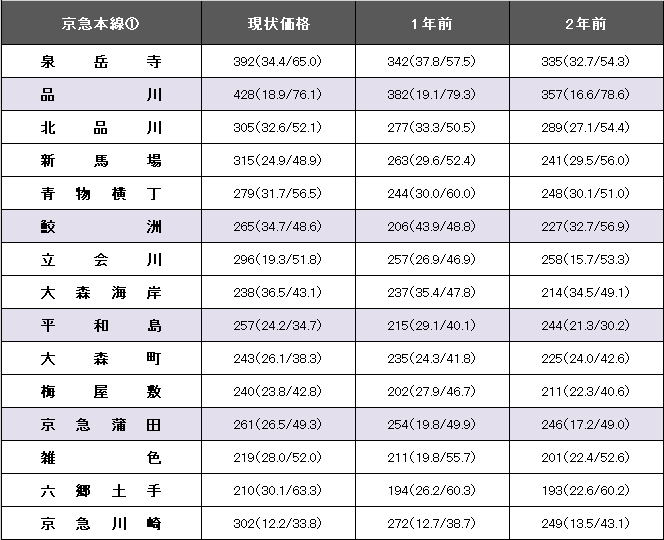 京急本線① 現状価格 1年前 2年前
泉岳寺 392(34.4/65.0) 342(37.8/57.5) 335(32.7/54.3)
品川 428(18.9/76.1) 382(19.1/79.3) 357(16.6/78.6)
北品川 305(32.6/52.1) 277(33.3/50.5) 289(27.1/54.4)
新馬場 315(24.9/48.9) 263(29.6/52.4) 241(29.5/56.0)
青物横丁 279(31.7/56.5) 244(30.0/60.0) 248(30.1/51.0)
鮫洲 265(34.7/48.6) 206(43.9/48.8) 227(32.7/56.9)
立会川 296(19.3/51.8) 257(26.9/46.9) 258(15.7/53.3)
大森海岸 238(36.5/43.1) 237(35.4/47.8) 214(34.5/49.1)
平和島 257(24.2/34.7) 215(29.1/40.1) 244(21.3/30.2)
大森町 243(26.1/38.3) 235(24.3/41.8) 225(24.0/42.6)
梅屋敷 240(23.8/42.8) 202(27.9/46.7) 211(22.3/40.6)
京急蒲田 261(26.5/49.3) 254(19.8/49.9) 246(17.2/49.0)
雑色 219(28.0/52.0) 211(19.8/55.7) 201(22.4/52.6)
六郷土手 210(30.1/63.3) 194(26.2/60.3) 193(22.6/60.2)
京急川崎 302(12.2/33.8) 272(12.7/38.7) 249(13.5/43.1)